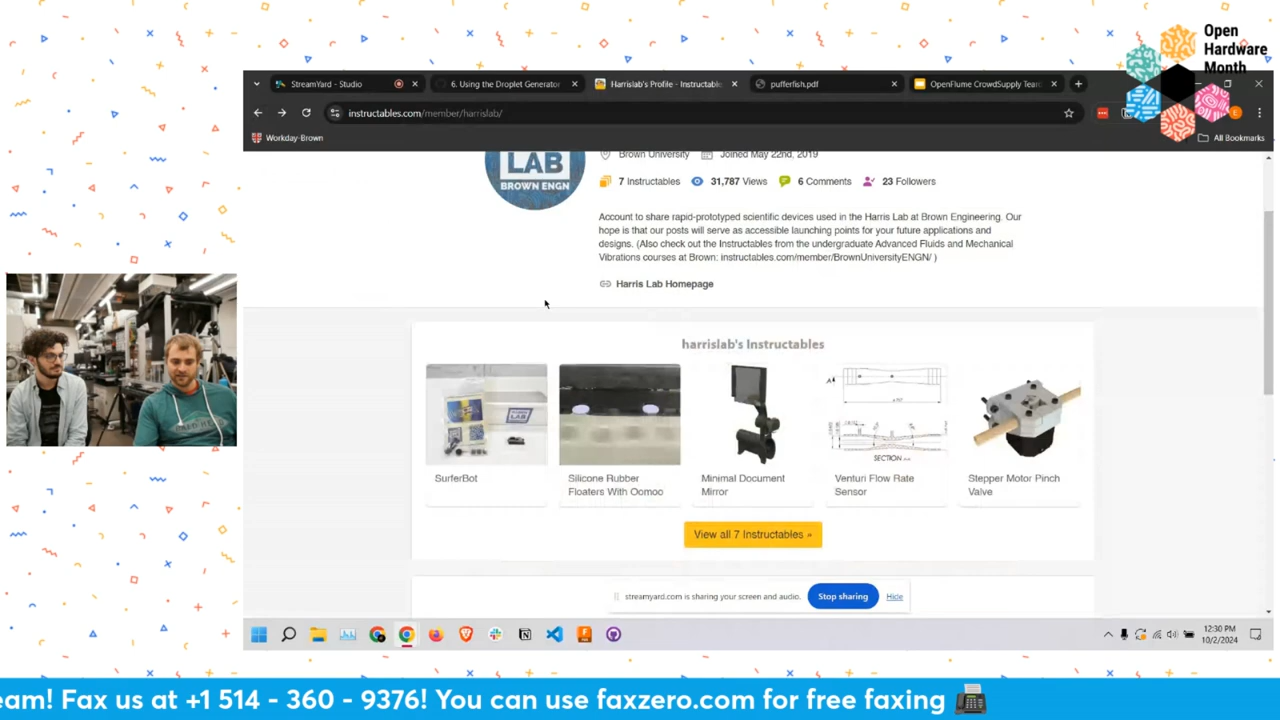 Open
Hardware
Month
StreamYard - Studio
6. Using the Droplet Generator
Harrislab's Profile - Instructable
pufferfish.pdf
OpenFlume CrowdSupply Team
instructables.com/member/harrislab/
Workday-Brown
All Bookmarks
LAB
BROWN ENGN
Brown University
Joined May 22nd, 2019
7 Instructables
31,787 Views
6 Comments
23 Followers
Account to share rapid-prototyped scientific devices used in the Harris Lab at Brown Engineering. Our
hope is that our posts will serve as accessible launching points for your future applications and
designs. (Also check out the Instructables from the undergraduate Advanced Fluids and Mechanical
Vibrations courses at Brown: instructables.com/member/BrownUniversityENGN/ )
Harris Lab Homepage
harrislab's Instructables
LAB
SECTION A-A
SurferBot
Silicone Rubber
Floaters With Oomoo
Minimal Document
Mirror
Venturi Flow Rate
Sensor
Stepper Motor Pinch
Valve
View all 7 Instructables »
streamyard.com is sharing your screen and audio.
Stop sharing
Hide
12:30 PM
10/2/2024
eam! Fax us at +1 514 - 360 - 9376! You can use faxzero.com for free faxing